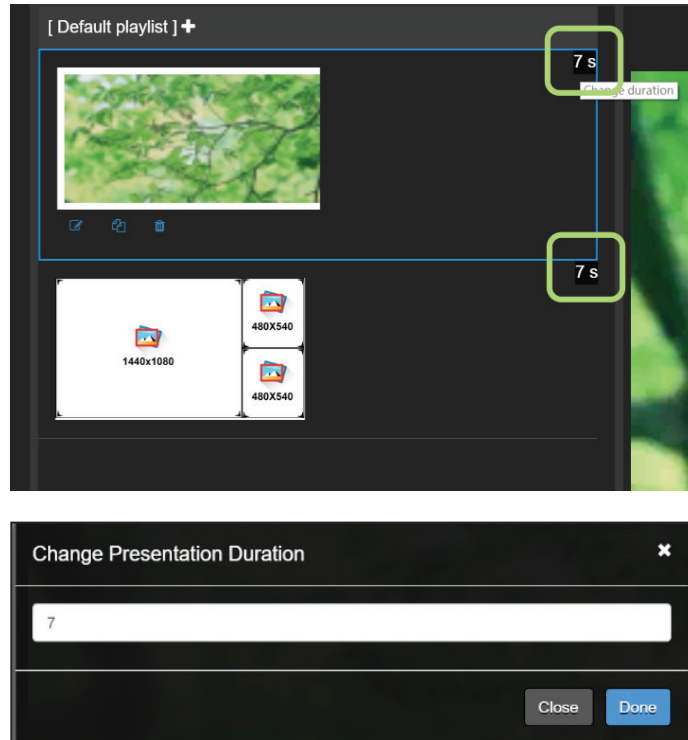 [ Default playlist ] +
7 s
Change duration
7 s
480X540
1440x1080
480X540
Change Presentation Duration
7
Close
Done